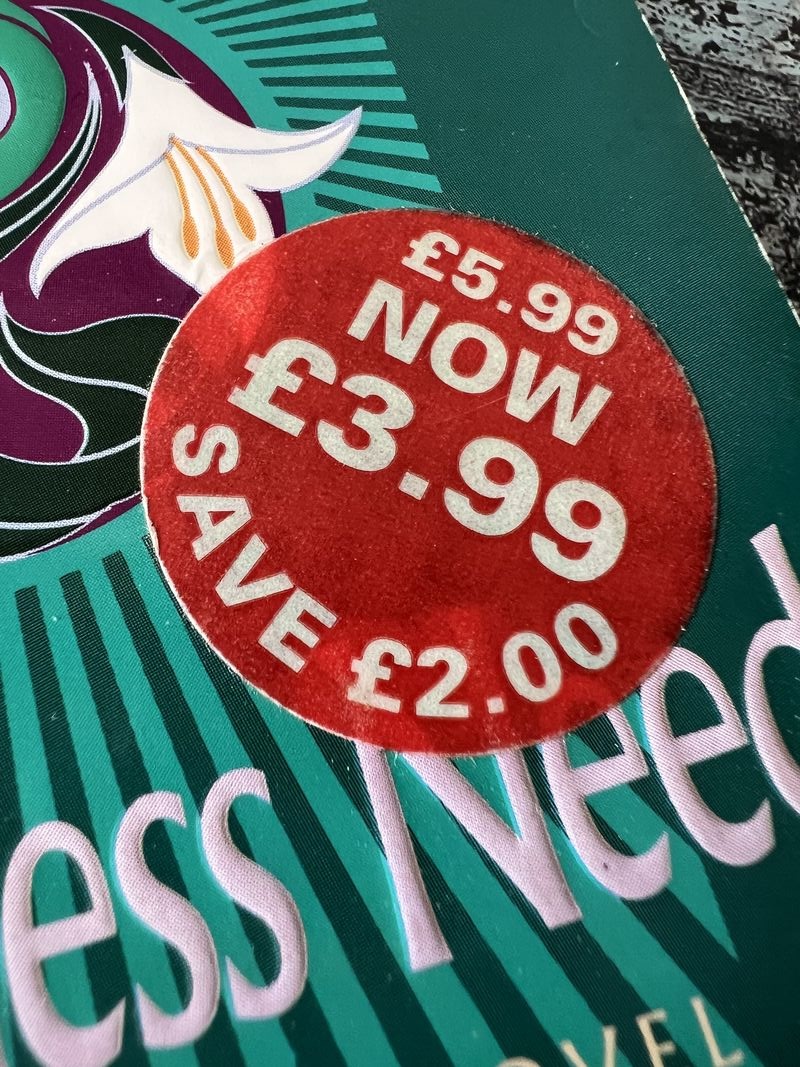 £5.99
NOW
£3.99
SAVE £2.00
ess Need
OVEL